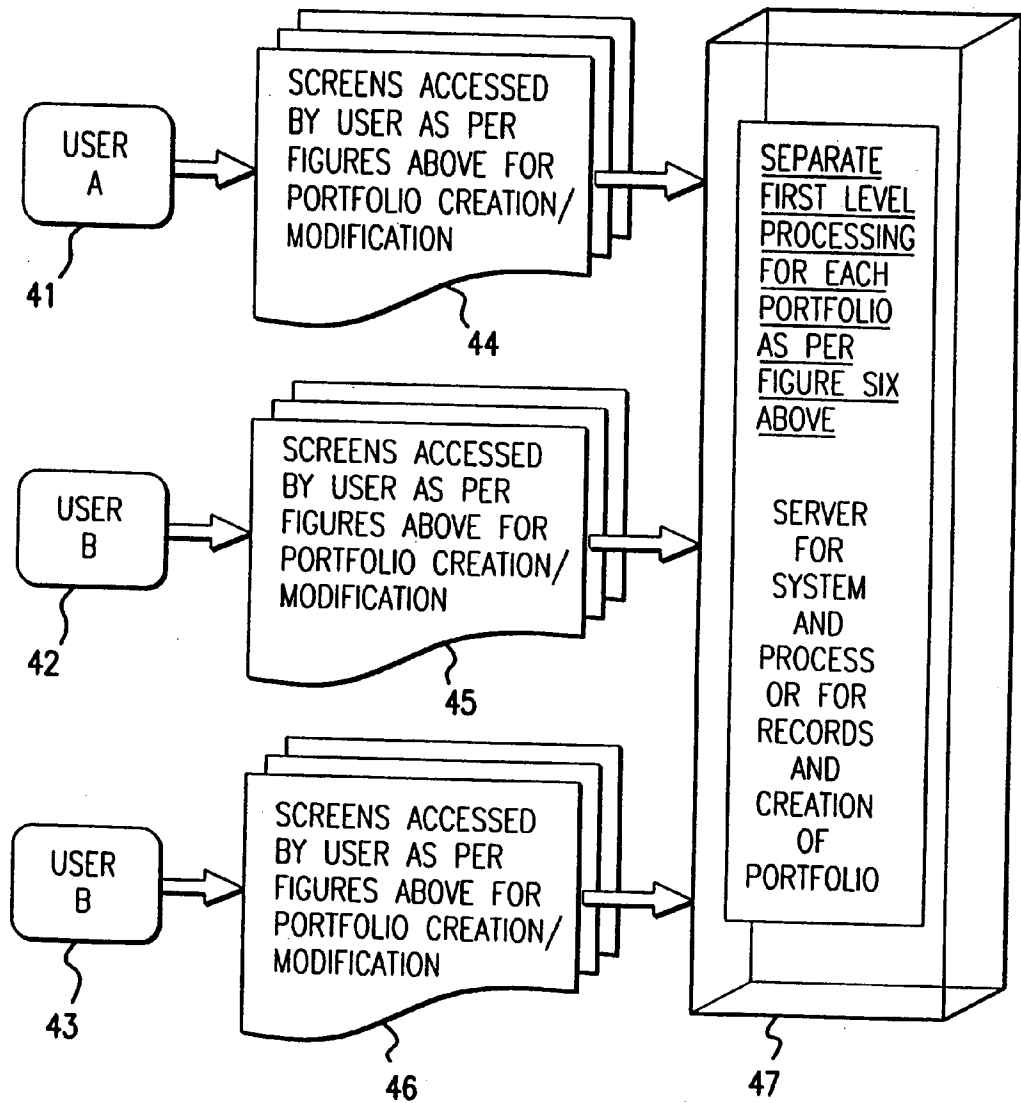 USER
A
41
SCREENS ACCESSED
BY USER AS PER
FIGURES ABOVE FOR
PORTFOLIO CREATION/
MODIFICATION
44
USER
B
42
SCREENS ACCESSED
BY USER AS PER
FIGURES ABOVE FOR
PORTFOLIO CREATION/
MODIFICATION
45
USER
B
43
SCREENS ACCESSED
BY USER AS PER
FIGURES ABOVE FOR
PORTFOLIO CREATION/
MODIFICATION
46
SEPARATE
FIRST LEVEL
PROCESSING
FOR EACH
PORTFOLIO
AS PER
FIGURE SIX
ABOVE
SERVER
FOR
SYSTEM
AND
PROCESS
OR FOR
RECORDS
AND
CREATION
OF
PORTFOLIO
47